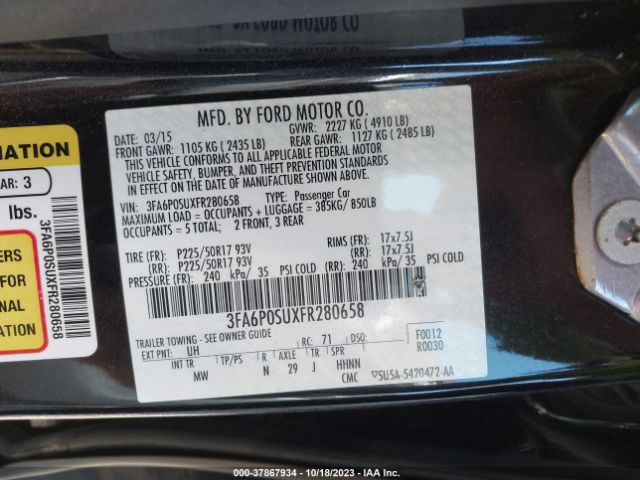 FORD MOTOR CO
MFD. BY FORD MOTOR CO.
DATE: 03/15 GVWR: 2227 KG ( 4910 LB)
FRONT GAWR: 1105 KG ( 2435 LB) REAR GAWR: 1127 KG ( 2485 LB)
THIS VEHICLE CONFORMS TO ALL APPLICABLE FEDERAL MOTOR
VEHICLE SAFETY, BUMPER, AND THEFT PREVENTION STANDARDS
IN EFFECT ON THE DATE OF MANUFACTURE SHOWN ABOVE.
VIN: 3FA6P0SUXFR280658 TYPE: Passenger Car
MAXIMUM LOAD = OCCUPANTS + LUGGAGE = 385KG/ 850LB
OCCUPANTS = 5 TOTAL; 2 FRONT, 3 REAR
TIRE (FR): P225/50R17 93V RIMS (FR): 17x7.5J
(RR): P225/50R17 93V (RR): 17x7.5J
PRESSURE (FR): 240 kPa/ 35 PSI COLD (RR): 240 kPa/ 35 PSI COLD
3FA6P0SUXFR280658
TRAILER TOWING - SEE OWNER GUIDE
EXT PNT: UH RC: 71 DSO: F0012
R0030
INT TR TP/PS R AXLE TR SPR
MW N 29 J HHNN
CMC 5U5A-5420472-AA
MATION
AR: 3
lbs.
ERS
FOR
NAL
ATION
3FA6P0SUXFR280658
000-37867934 - 10/18/2023 - IAA Inc.